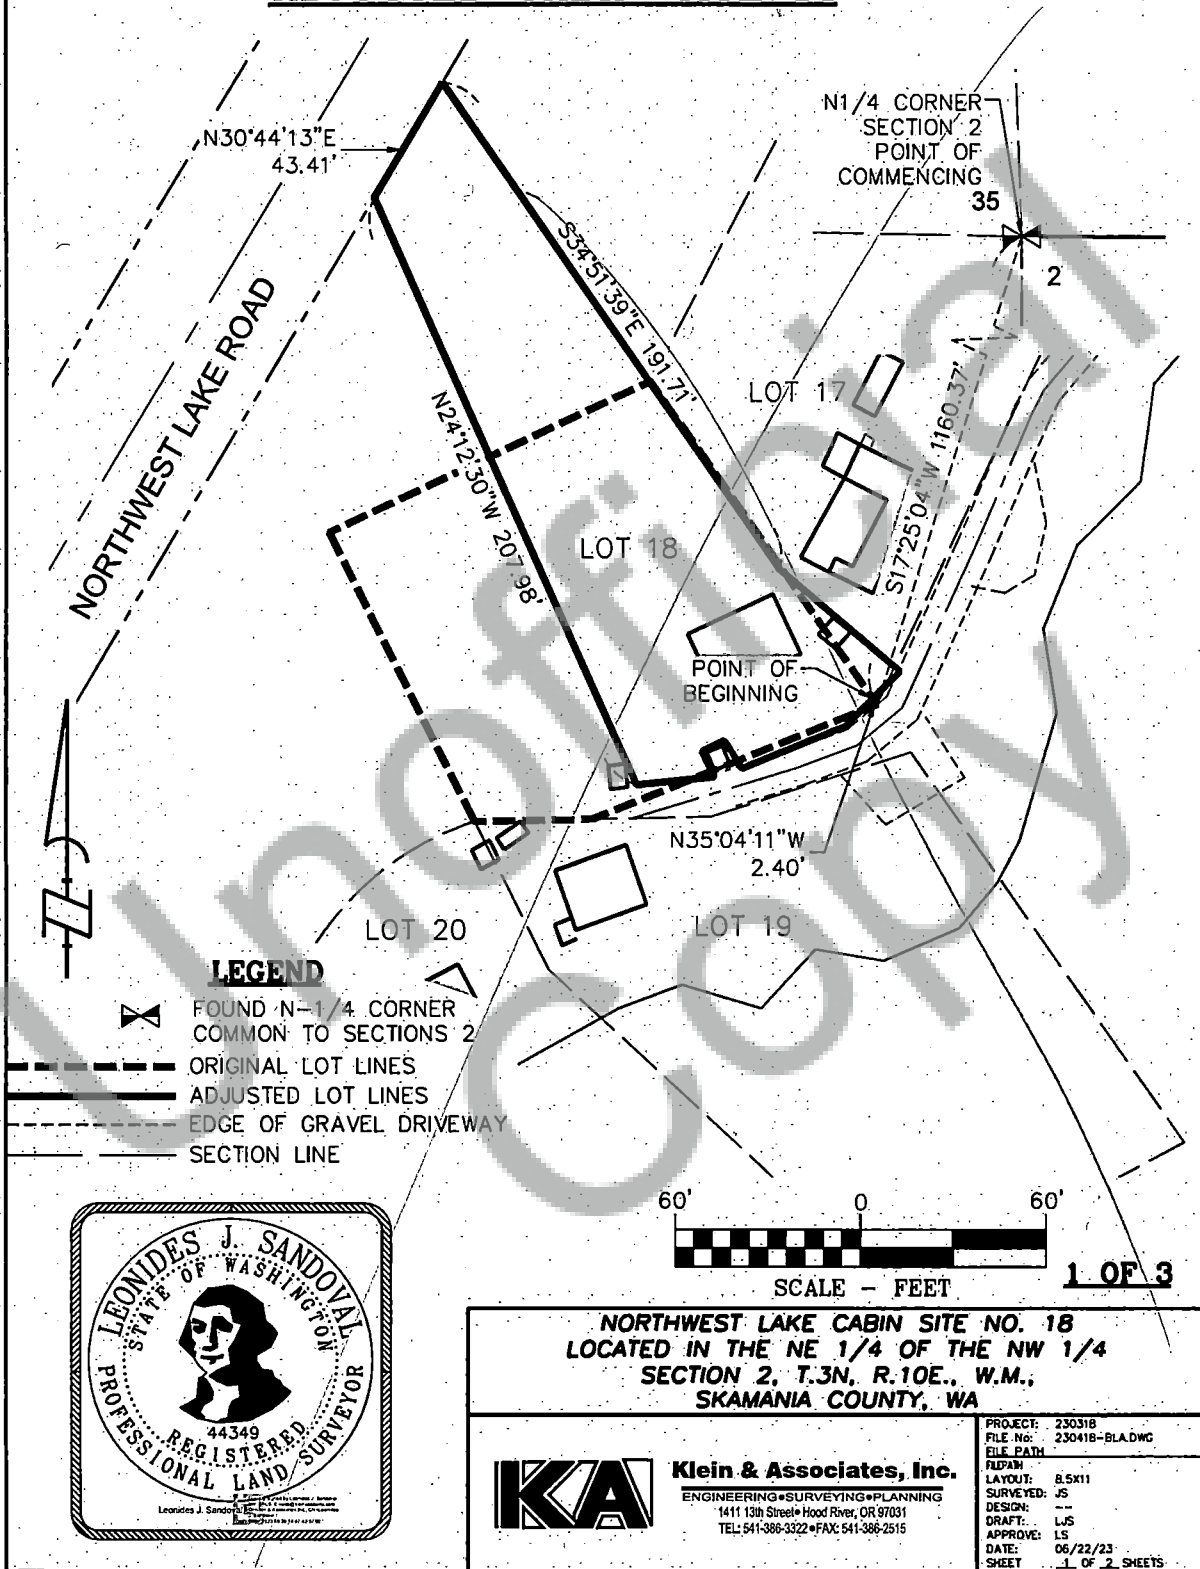 N1/4 CORNER
SECTION 2
POINT OF
COMMENCING
35
2
N30°44'13"E
43.41'
S34°51'39"E 191.71'
NORTHWEST LAKE ROAD
LOT 17
N24°12'30"W 207.98'
S17°25'04"W 1160.37'
LOT 18
POINT OF
BEGINNING
N35°04'11"W
2.40'
LOT 20
LOT 19
LEGEND
FOUND N-1/4 CORNER
COMMON TO SECTIONS 2
ORIGINAL LOT LINES
ADJUSTED LOT LINES
EDGE OF GRAVEL DRIVEWAY
SECTION LINE
Unofficial
Copy
60' 0 60'
SCALE - FEET
1 OF 3
LEONIDES J. SANDOVAL
STATE OF WASHINGTON
44349
REGISTERED
PROFESSIONAL LAND SURVEYOR
Leonides J. Sandoval
NORTHWEST LAKE CABIN SITE NO. 18
LOCATED IN THE NE 1/4 OF THE NW 1/4
SECTION 2, T.3N, R.10E., W.M.,
SKAMANIA COUNTY, WA
KA
Klein & Associates, Inc.
ENGINEERING•SURVEYING•PLANNING
1411 13th Street• Hood River, OR 97031
TEL: 541-386-3322•FAX: 541-386-2515
PROJECT: 230318
FILE No: 230418-BLA.DWG
FILE PATH
FILEPATH
LAYOUT: 8.5X11
SURVEYED: JS
DESIGN: --
DRAFT: LJS
APPROVE: LS
DATE: 06/22/23
SHEET 1 OF 2 SHEETS